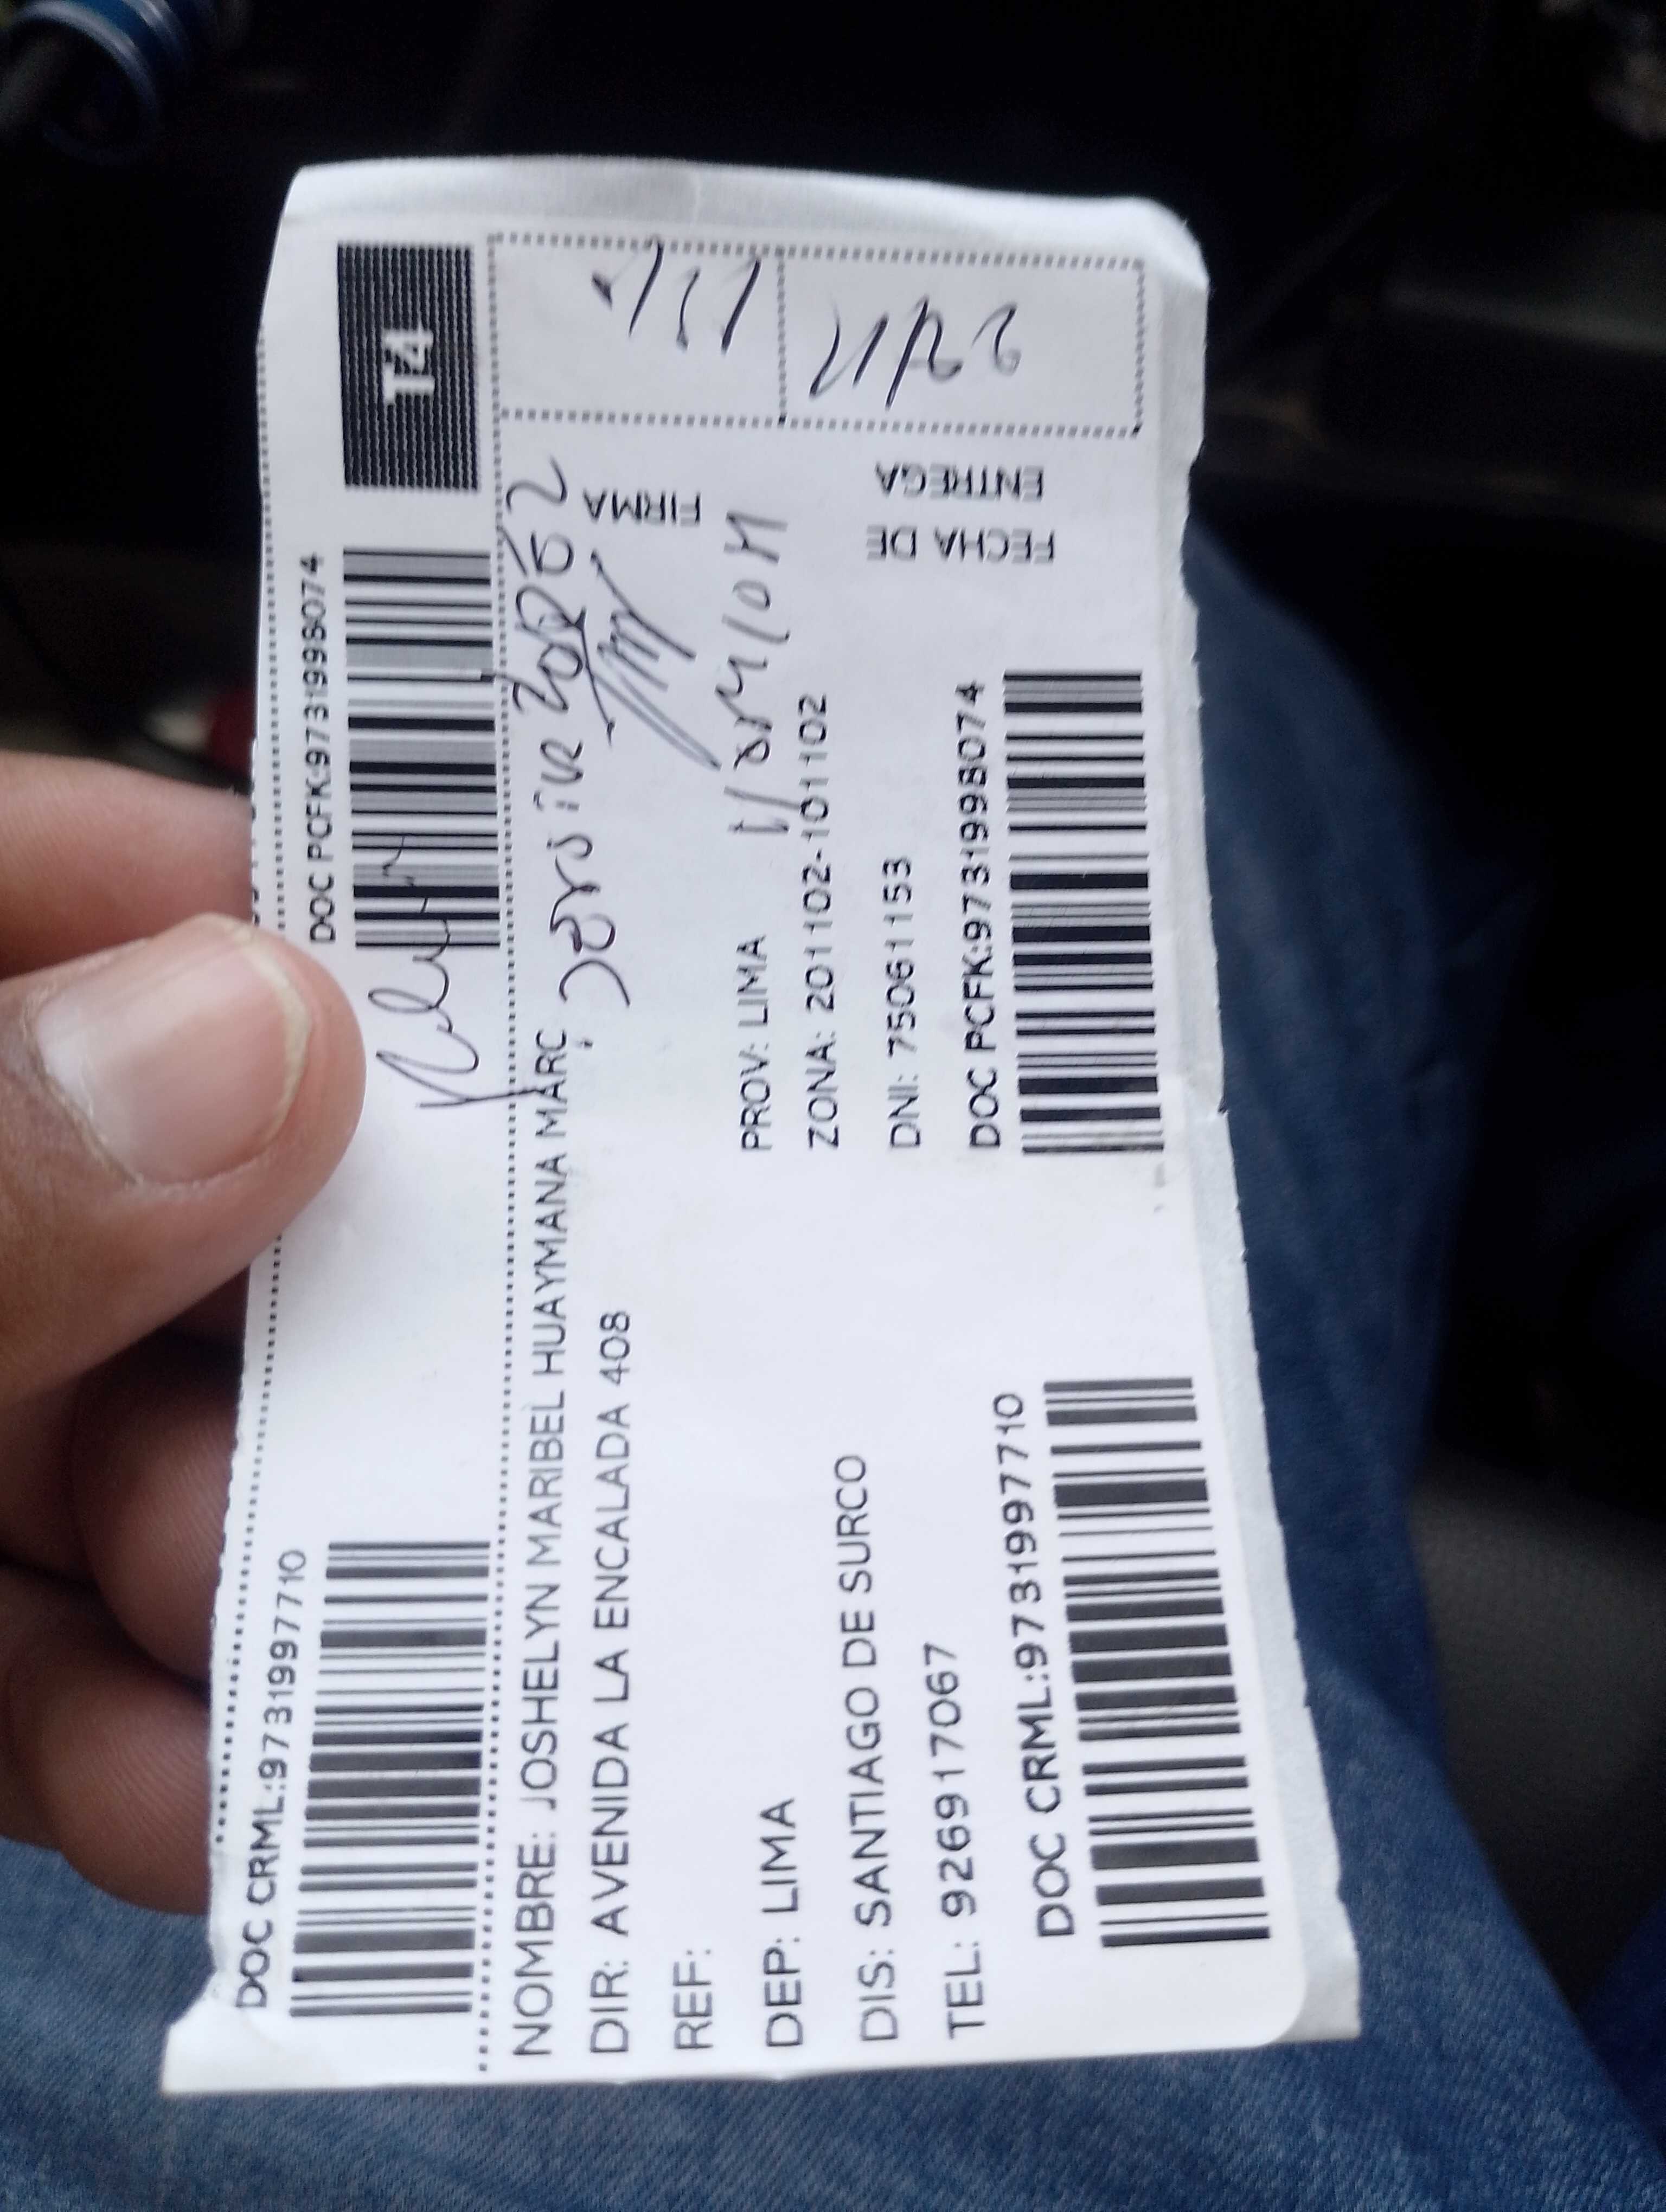 DOC CRML:97319997710
DOC PCFK:97319998074
T4
NOMBRE: JOSHELYN MARIBEL HUAYMANA MARC
DIR: AVENIDA LA ENCALADA 408
REF:
DEP: LIMA
PROV: LIMA
DIS: SANTIAGO DE SURCO
ZONA: 201102-101102
TEL: 926917067
DNI: 75061153
DOC CRML:97319997710
DOC PCFK:97319998074
FIRMA
FECHA DE
ENTREGA